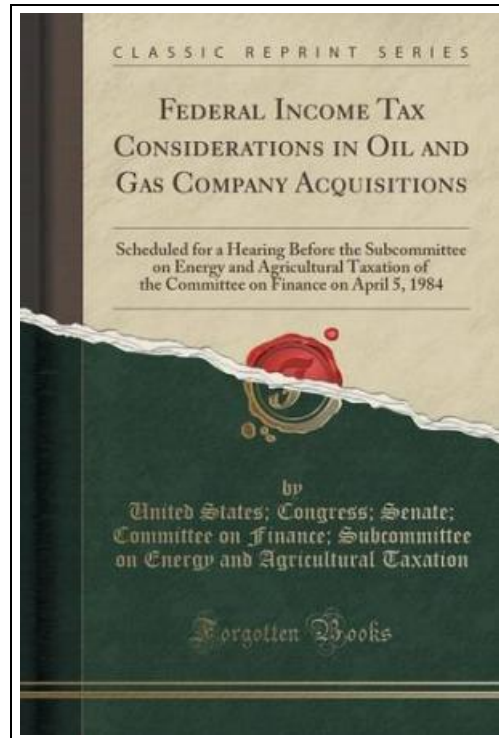 CLASSIC REPRINT SERIES
FEDERAL INCOME TAX
CONSIDERATIONS IN OIL AND
GAS COMPANY ACQUISITIONS
Scheduled for a Hearing Before the Subcommittee
on Energy and Agricultural Taxation of
the Committee on Finance on April 5, 1984
by
United States; Congress; Senate;
Committee on Finance; Subcommittee
on Energy and Agricultural Taxation
Forgotten Books